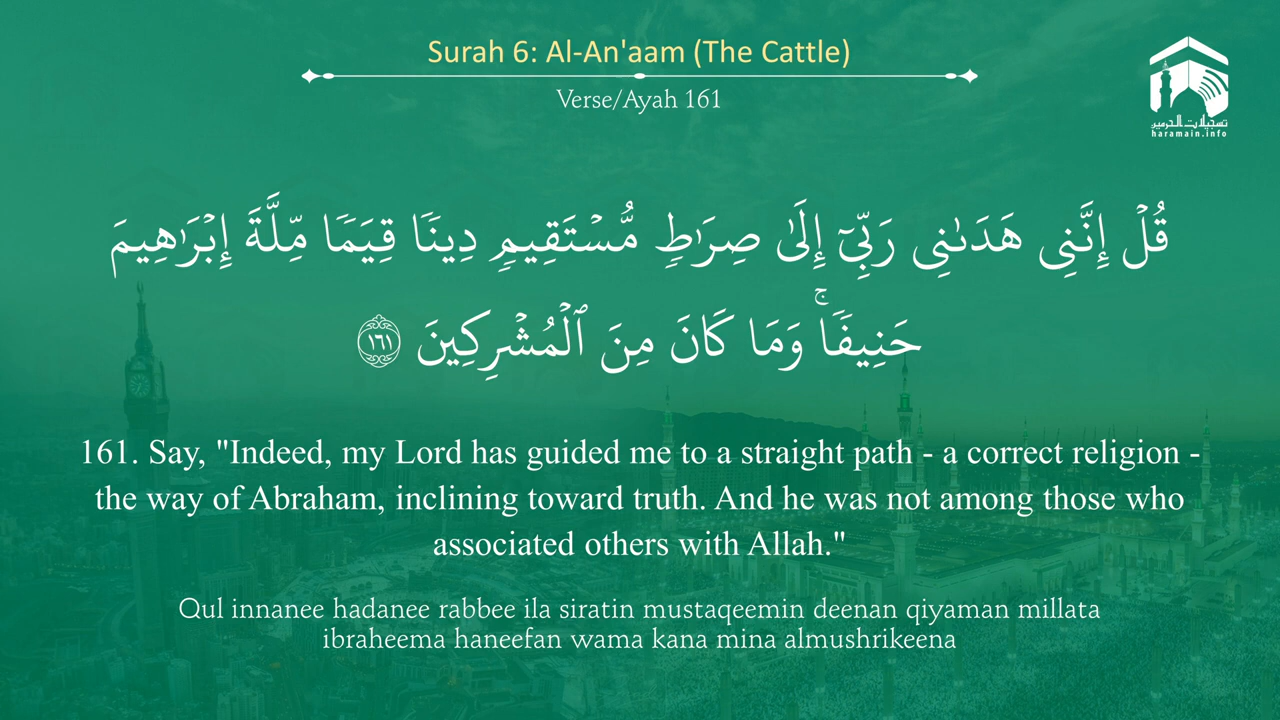 Surah 6: Al-An'aam (The Cattle)
Verse/Ayah 161
تسجيلات الحرمين
haramain.info
قُلۡ إِنَّنِي هَدَىٰنِي رَبِّيٓ إِلَىٰ صِرَٰطٖ مُّسۡتَقِيمٖ دِينٗا قِيَمٗا مِّلَّةَ إِبۡرَٰهِيمَ
حَنِيفٗاۚ وَمَا كَانَ مِنَ ٱلۡمُشۡرِكِينَ ١٦١
161. Say, "Indeed, my Lord has guided me to a straight path - a correct religion -
the way of Abraham, inclining toward truth. And he was not among those who
associated others with Allah."
Qul innanee hadanee rabbee ila siratin mustaqeemin deenan qiyaman millata
ibraheema haneefan wama kana mina almushrikeena